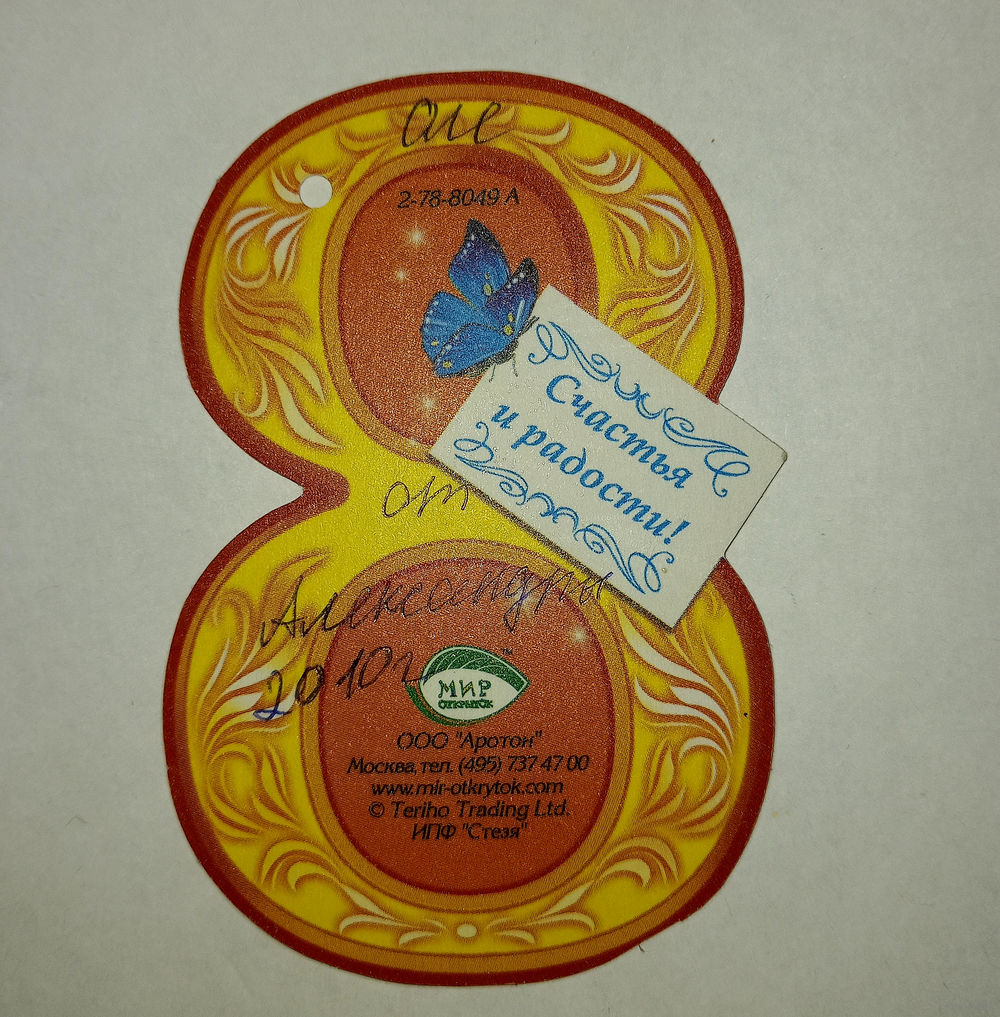 Оле
2-78-8049 А
Счастья
и радости!
от
Александры
2010г
МИР
ОТКРЫТОК
™
ООО "Аротон"
Москва, тел. (495) 737 47 00
www.mir-otkrytok.com
© Teriho Trading Ltd.
ИПФ "Стезя"